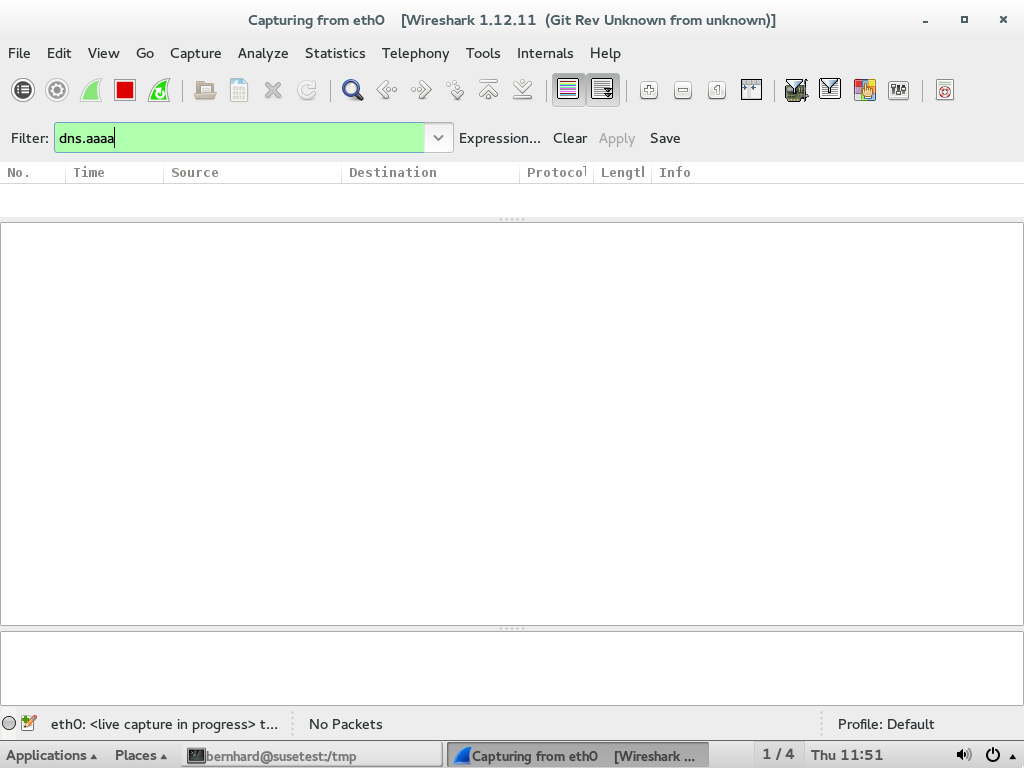 Capturing from eth0    [Wireshark 1.12.11  (Git Rev Unknown from unknown)]
File Edit View Go Capture Analyze Statistics Telephony Tools Internals Help
Filter: dns.aaaa Expression... Clear Apply Save
No. Time Source Destination Protocol Lengtl Info
eth0: <live capture in progress> t... No Packets Profile: Default
Applications Places bernhard@susetest:/tmp Capturing from eth0    [Wireshark ... 1 / 4 Thu 11:51